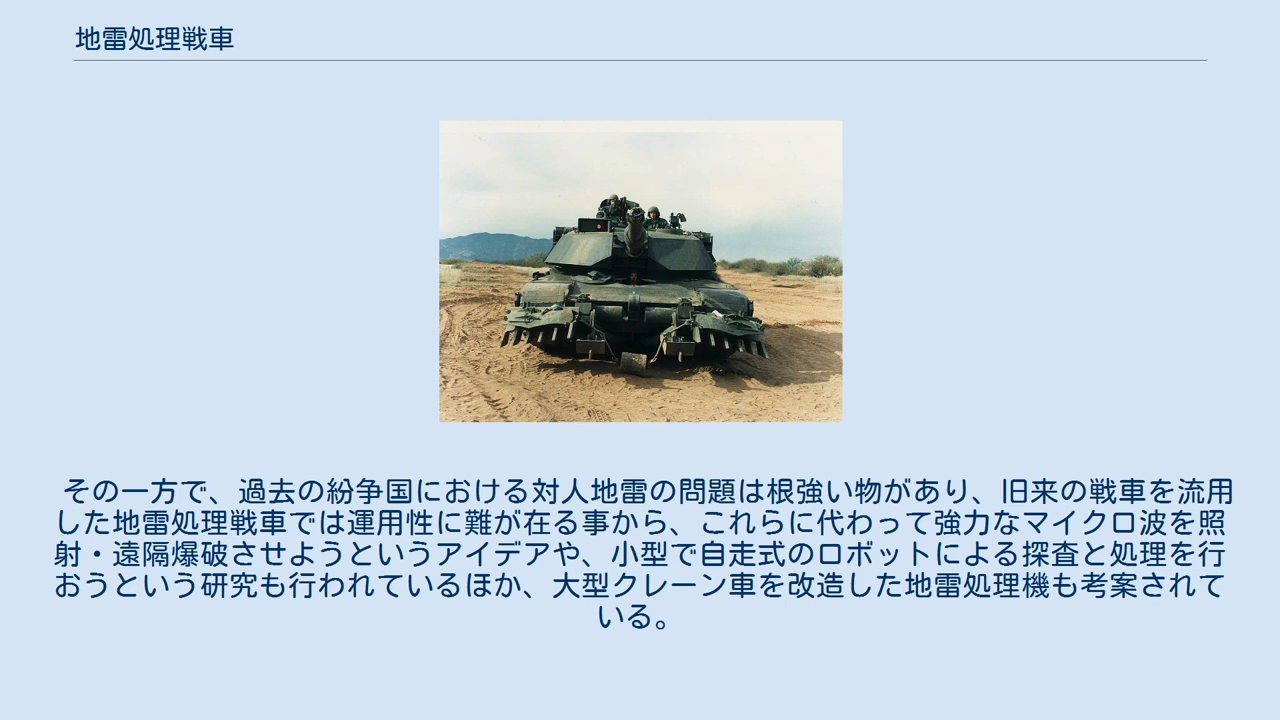 地雷処理戦車
その一方で、過去の紛争国における対人地雷の問題は根強い物があり、旧来の戦車を流用
した地雷処理戦車では運用性に難が在る事から、これらに代わって強力なマイクロ波を照
射・遠隔爆破させようというアイデアや、小型で自走式のロボットによる探査と処理を行
おうという研究も行われているほか、大型クレーン車を改造した地雷処理機も考案されて
いる。